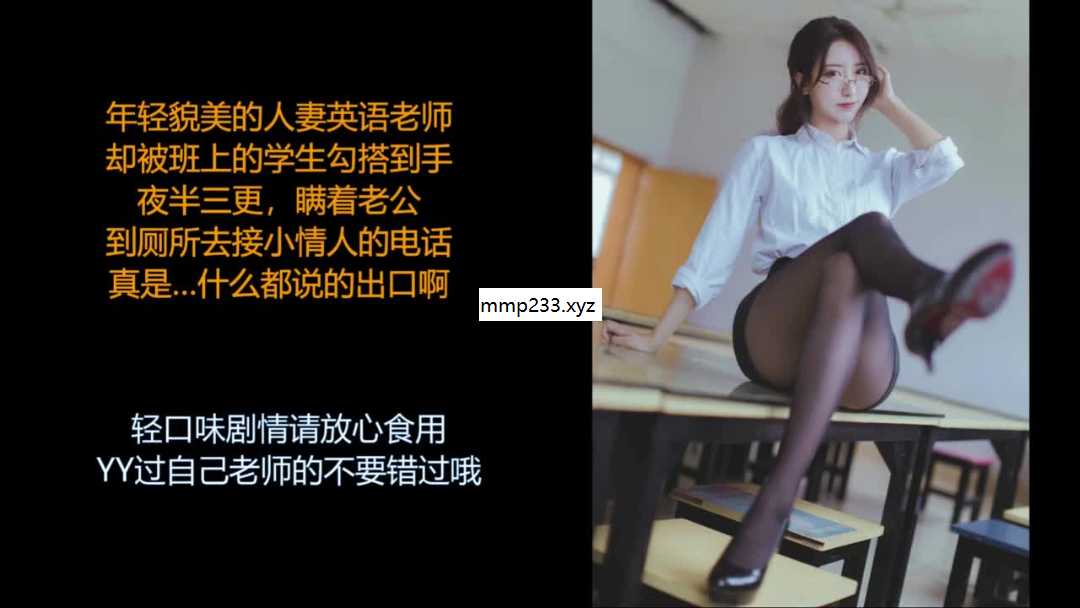 年轻貌美的人妻英语老师
却被班上的学生勾搭到手
夜半三更，瞒着老公
到厕所去接小情人的电话
真是...什么都说的出口啊
mmp233.xyz
轻口味剧情请放心食用
YY过自己老师的不要错过哦